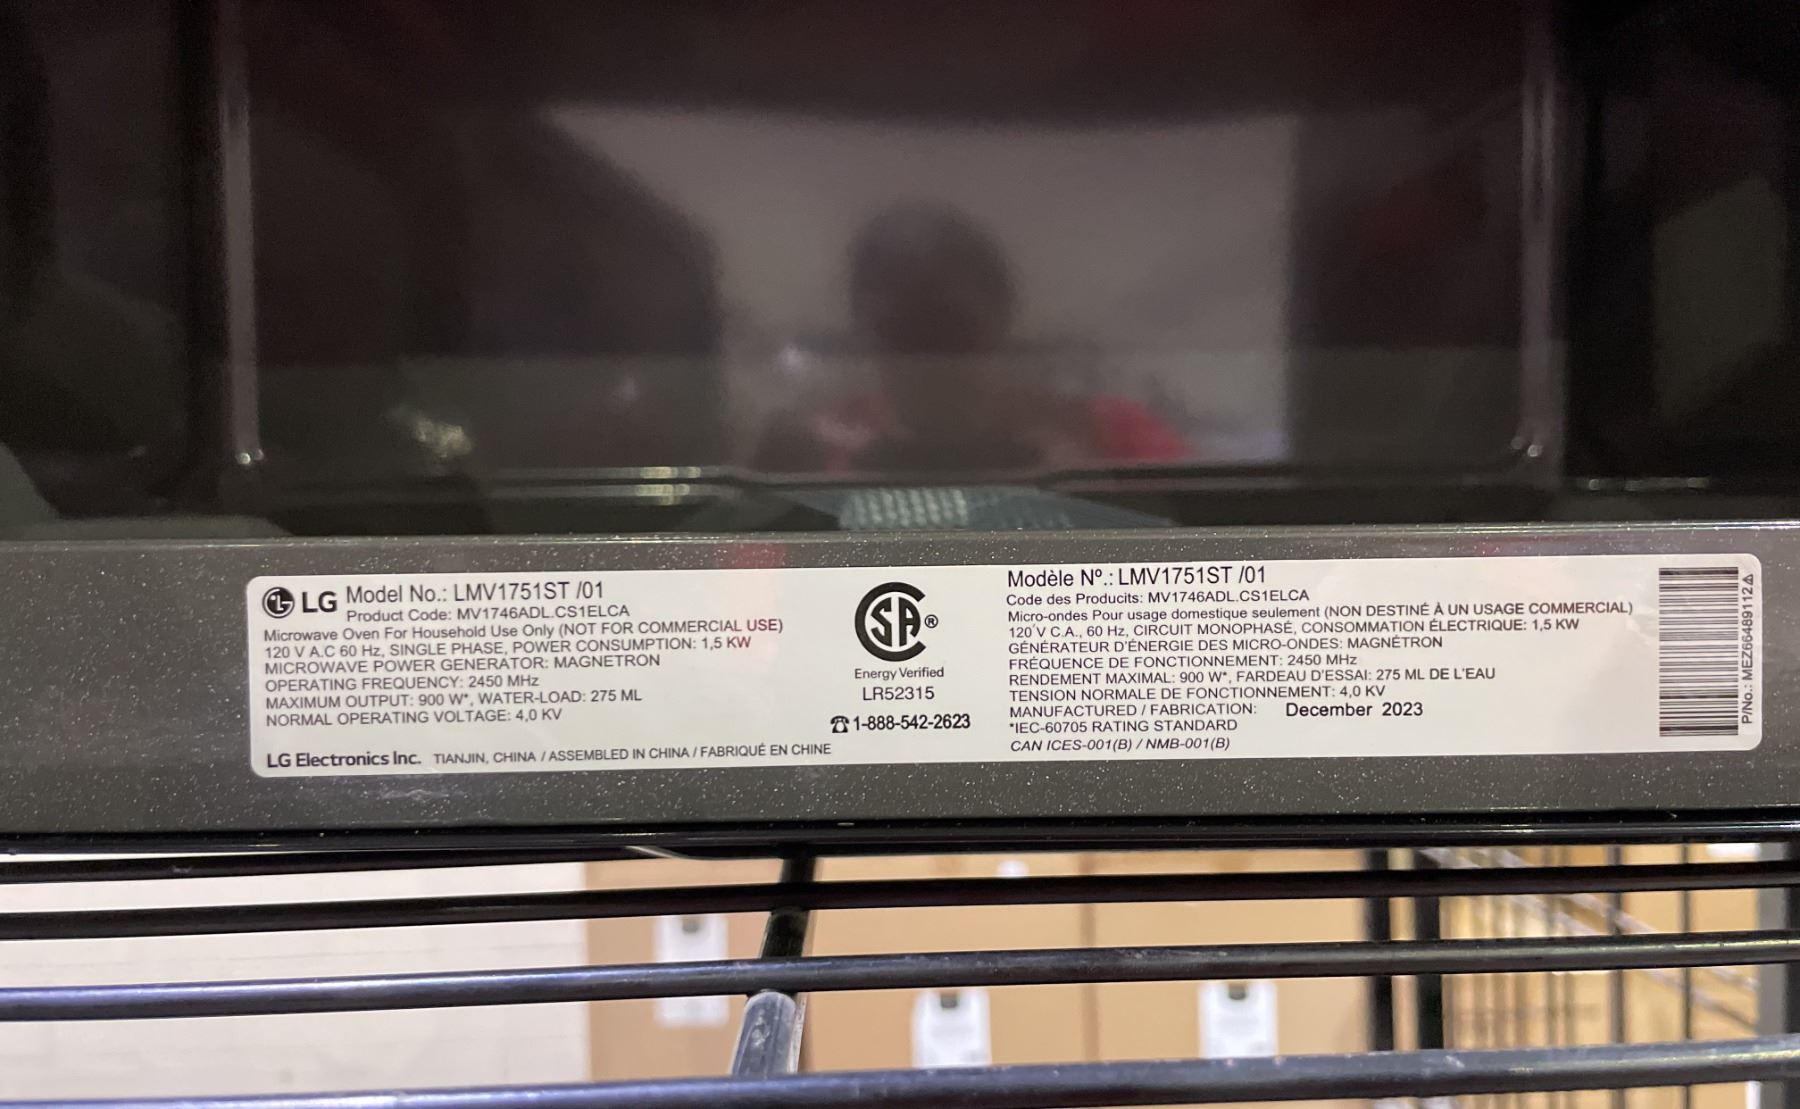 LG Model No.: LMV1751ST /01
Product Code: MV1746ADL.CS1ELCA
Microwave Oven For Household Use Only (NOT FOR COMMERCIAL USE)
120 V A.C 60 Hz, SINGLE PHASE, POWER CONSUMPTION: 1,5 KW
MICROWAVE POWER GENERATOR: MAGNETRON
OPERATING FREQUENCY: 2450 MHz
MAXIMUM OUTPUT: 900 W*, WATER-LOAD: 275 ML
NORMAL OPERATING VOLTAGE: 4,0 KV
LG Electronics Inc. TIANJIN, CHINA / ASSEMBLED IN CHINA / FABRIQUÉ EN CHINE
CSA ®
Energy Verified
LR52315
☎ 1-888-542-2623
Modèle Nº.: LMV1751ST /01
Code des Producits: MV1746ADL.CS1ELCA
Micro-ondes Pour usage domestique seulement (NON DESTINÉ À UN USAGE COMMERCIAL)
120 V C.A., 60 Hz, CIRCUIT MONOPHASÉ, CONSOMMATION ÉLECTRIQUE: 1,5 KW
GÉNÉRATEUR D'ÉNERGIE DES MICRO-ONDES: MAGNÉTRON
FRÉQUENCE DE FONCTIONNEMENT: 2450 MHz
RENDEMENT MAXIMAL: 900 W*, FARDEAU D'ESSAI: 275 ML DE L'EAU
TENSION NORMALE DE FONCTIONNEMENT: 4,0 KV
MANUFACTURED / FABRICATION: December 2023
*IEC-60705 RATING STANDARD
CAN ICES-001(B) / NMB-001(B)
P/No.: MEZ66489112